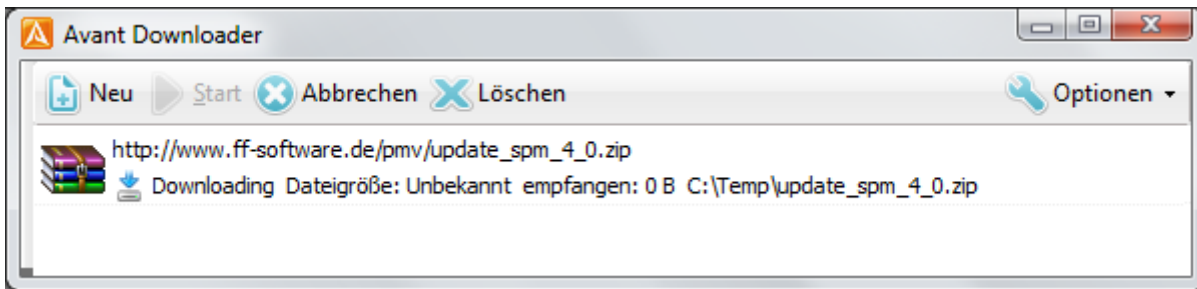 Avant Downloader
Neu Start Abbrechen Löschen Optionen
http://www.ff-software.de/pmv/update_spm_4_0.zip
Downloading Dateigröße: Unbekannt empfangen: 0 B C:\Temp\update_spm_4_0.zip